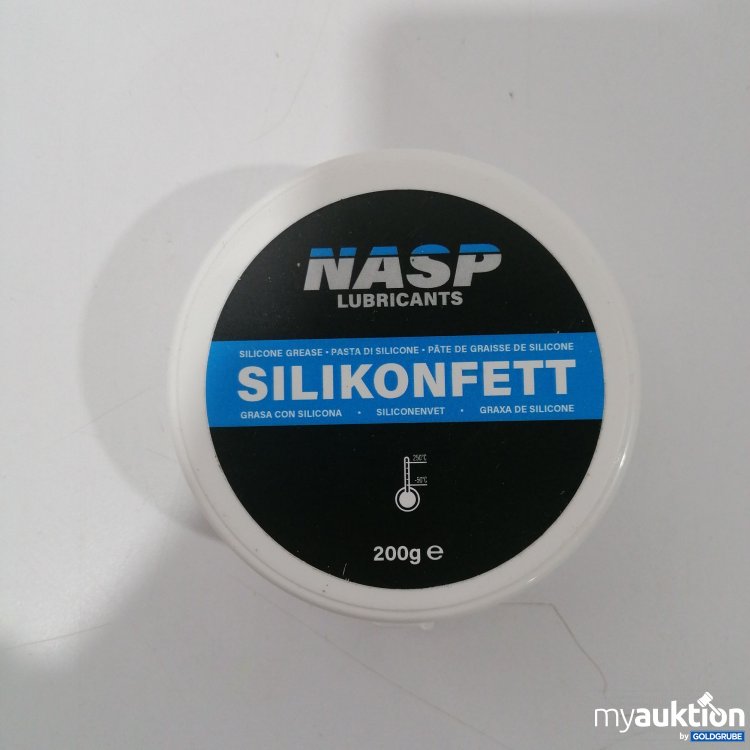 NASP
LUBRICANTS
SILICONE GREASE • PASTA DI SILICONE • PÂTE DE GRAISSE DE SILICONE
SILIKONFETT
GRASA CON SILICONA • SILICONENVET • GRAXA DE SILICONE
250°C
-50°C
200g ℮
myauktion
by GOLDGRUBE